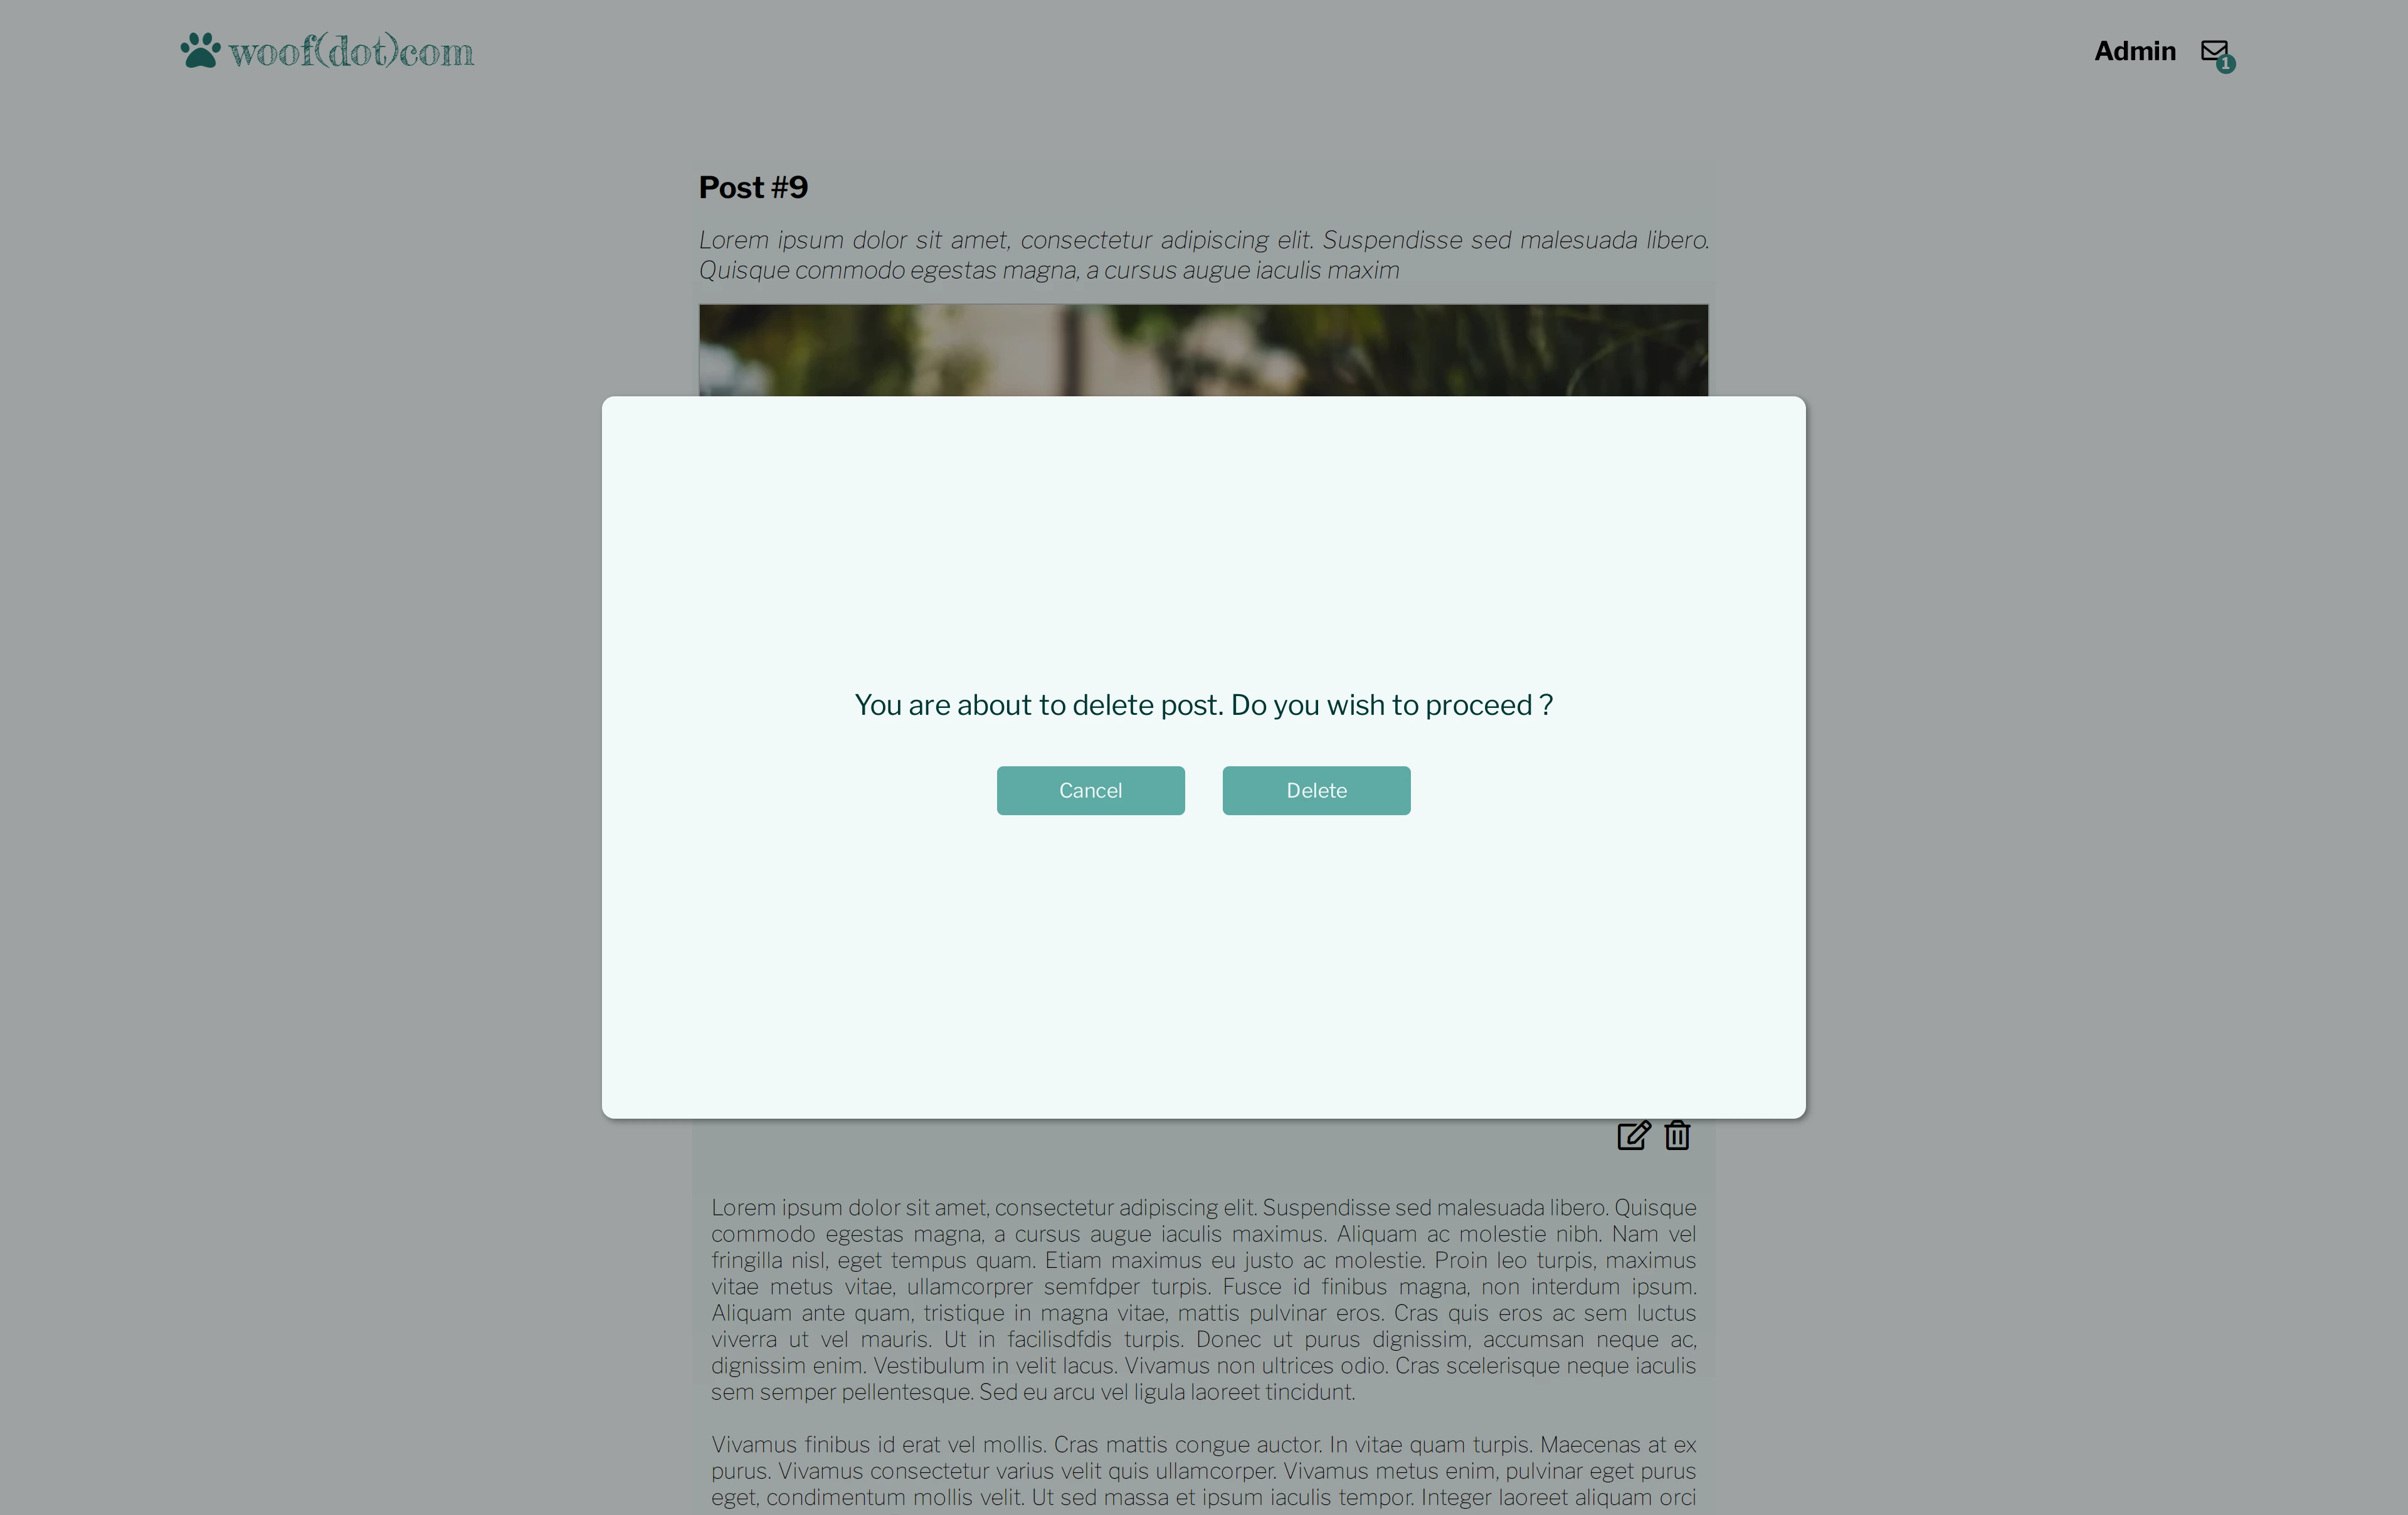 woof(dot)com
Admin
1
Post #9
Lorem ipsum dolor sit amet, consectetur adipiscing elit. Suspendisse sed malesuada libero.
Quisque commodo egestas magna, a cursus augue iaculis maxim
You are about to delete post. Do you wish to proceed ?
Cancel
Delete
Lorem ipsum dolor sit amet, consectetur adipiscing elit. Suspendisse sed malesuada libero. Quisque
commodo egestas magna, a cursus augue iaculis maximus. Aliquam ac molestie nibh. Nam vel
fringilla nisl, eget tempus quam. Etiam maximus eu justo ac molestie. Proin leo turpis, maximus
vitae metus vitae, ullamcorprer semfdper turpis. Fusce id finibus magna, non interdum ipsum.
Aliquam ante quam, tristique in magna vitae, mattis pulvinar eros. Cras quis eros ac sem luctus
viverra ut vel mauris. Ut in facilisdfdis turpis. Donec ut purus dignissim, accumsan neque ac,
dignissim enim. Vestibulum in velit lacus. Vivamus non ultrices odio. Cras scelerisque neque iaculis
sem semper pellentesque. Sed eu arcu vel ligula laoreet tincidunt.
Vivamus finibus id erat vel mollis. Cras mattis congue auctor. In vitae quam turpis. Maecenas at ex
purus. Vivamus consectetur varius velit quis ullamcorper. Vivamus metus enim, pulvinar eget purus
eget, condimentum mollis velit. Ut sed massa et ipsum iaculis tempor. Integer laoreet aliquam orci